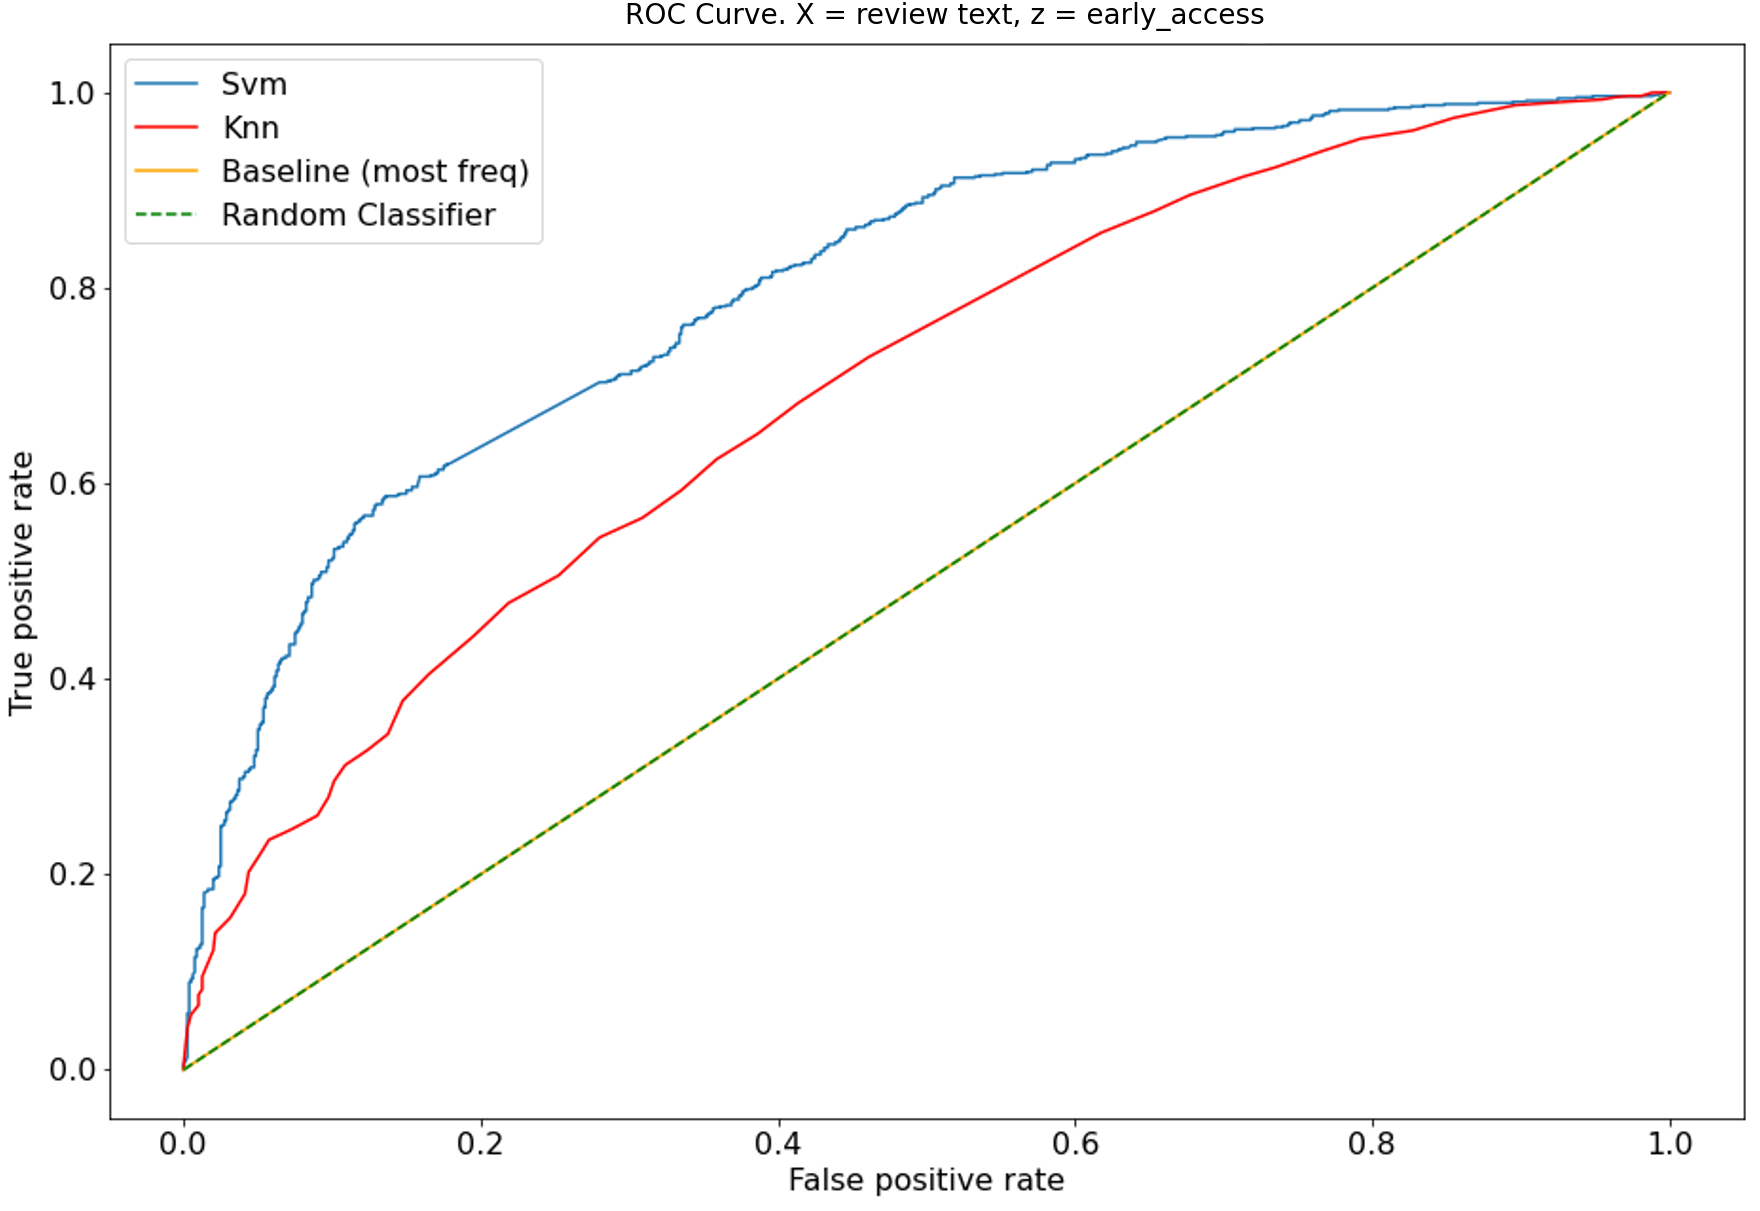 ROC Curve. X = review text, z = early_access
Svm
Knn
Baseline (most freq)
Random Classifier
1.0
0.8
0.6
0.4
0.2
0.0
True positive rate
0.0 0.2 0.4 0.6 0.8 1.0
False positive rate